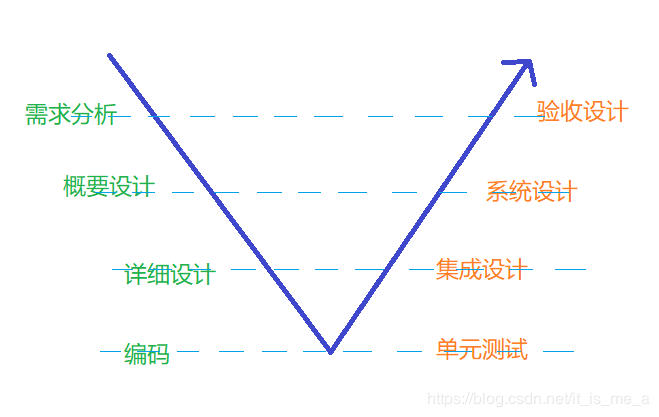 需求分析
验收设计
概要设计
系统设计
详细设计
集成设计
编码
单元测试
https://blog.csdn.net/it_is_me_a